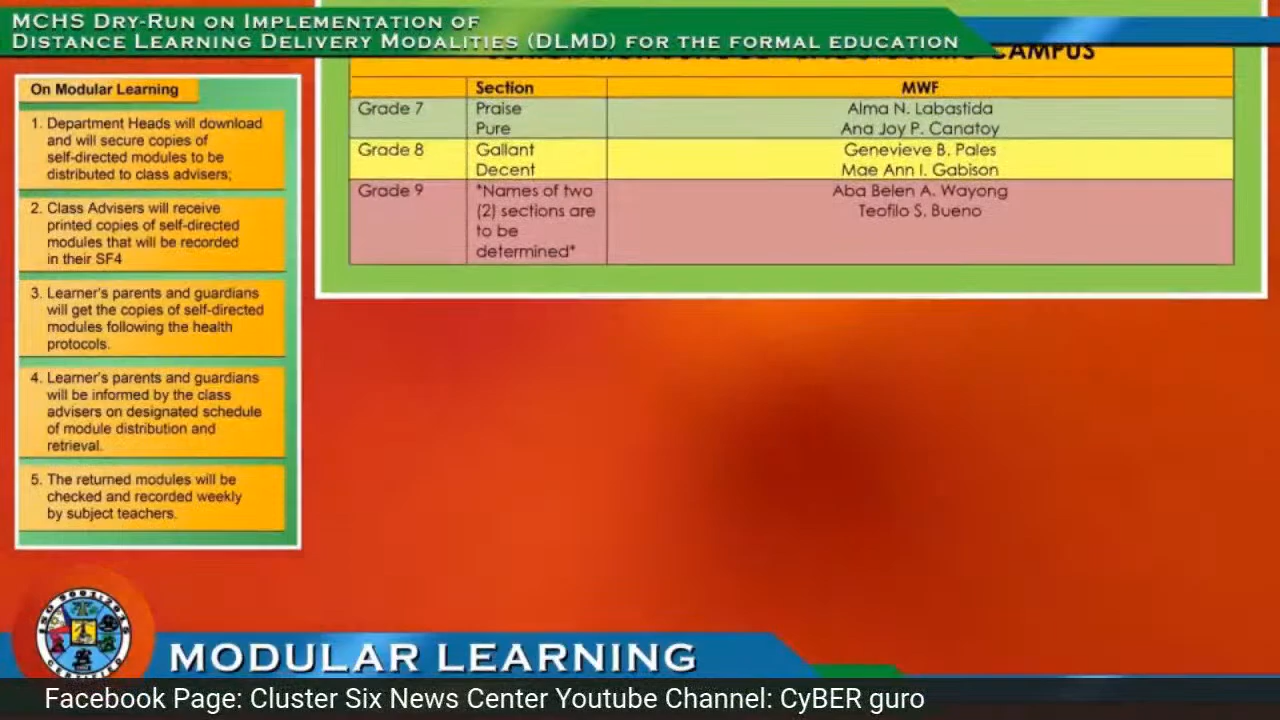 MCHS DRY-RUN ON IMPLEMENTATION OF
DISTANCE LEARNING DELIVERY MODALITIES (DLMD) FOR THE FORMAL EDUCATION
On Modular Learning
1. Department Heads will download
and will secure copies of
self-directed modules to be
distributed to class advisers;
2. Class Advisers will receive
printed copies of self-directed
modules that will be recorded
in their SF4
3. Learner's parents and guardians
will get the copies of self-directed
modules following the health
protocols.
4. Learner's parents and guardians
will be informed by the class
advisers on designated schedule
of module distribution and
retrieval.
5. The returned modules will be
checked and recorded weekly
by subject teachers.
CAMPUS
Section MWF
Grade 7 Praise Alma N. Labastida
Pure Ana Joy P. Canatoy
Grade 8 Gallant Genevieve B. Pales
Decent Mae Ann I. Gabison
Grade 9 *Names of two Aba Belen A. Wayong
(2) sections are Teofilo S. Bueno
to be
determined*
ISO 9001:2015
CERTIFIED
MODULAR LEARNING
Facebook Page: Cluster Six News Center Youtube Channel: CyBER guro